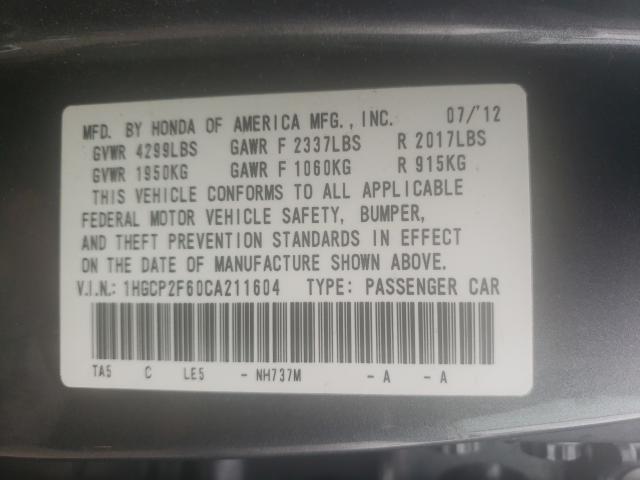 MFD. BY HONDA OF AMERICA MFG., INC. 07/'12
GVWR 4299LBS GAWR F 2337LBS R 2017LBS
GVWR 1950KG GAWR F 1060KG R 915KG
THIS VEHICLE CONFORMS TO ALL APPLICABLE
FEDERAL MOTOR VEHICLE SAFETY, BUMPER,
AND THEFT PREVENTION STANDARDS IN EFFECT
ON THE DATE OF MANUFACTURE SHOWN ABOVE.
V.I.N.: 1HGCP2F60CA211604 TYPE: PASSENGER CAR
TA5 C LE5 - NH737M - A - A